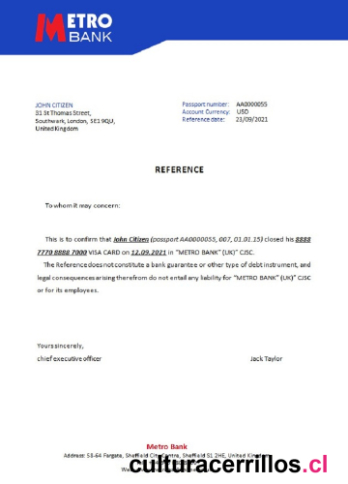 METRO
BANK
JOHN CITIZEN
31 St Thomas Street,
Southwark, London, SE1 9QU,
United Kingdom
Passport number: AA0000055
Account Currency: USD
Reference date: 23/09/2021
REFERENCE
To whom it may concern:
This is to confirm that John Citizen (passport AA0000055, 007, 01.01.15) closed his 8888
7770 8888 7000 VISA CARD on 12.09.2021 in "METRO BANK" (UK)" CJSC.
The Reference does not constitute a bank guarantee or other type of debt instrument, and
legal consequences arising therefrom do not entail any liability for "METRO BANK" (UK)" CJSC
or for its employees.
Yours sincerely,
chief executive officer
Jack Taylor
Metro Bank
Address: 58-64 Fargate, Sheffield City Centre, Sheffield S1 2HE, United Kingdom
culturacerrillos.cl